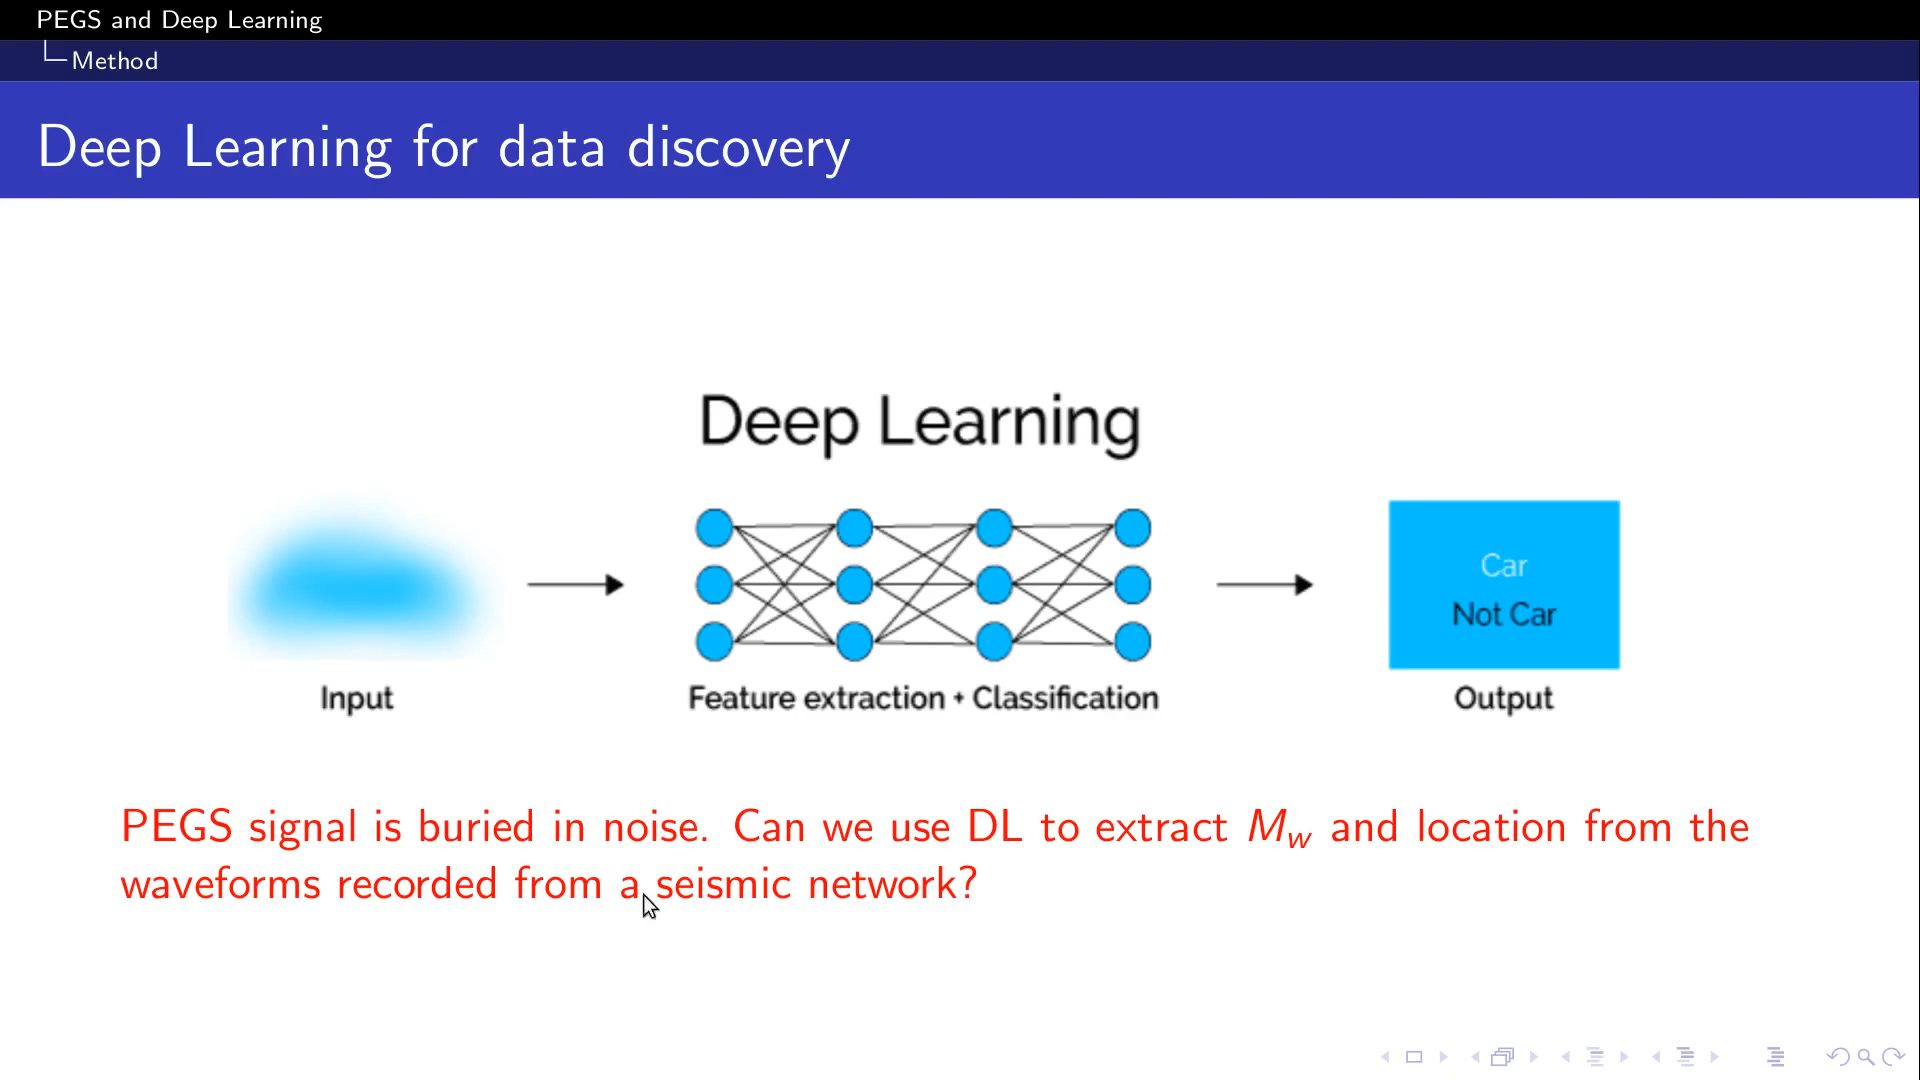 PEGS and Deep Learning
Method
Deep Learning for data discovery
Deep Learning
Car
Not Car
Input
Feature extraction + Classification
Output
PEGS signal is buried in noise. Can we use DL to extract M_w and location from the
waveforms recorded from a seismic network?